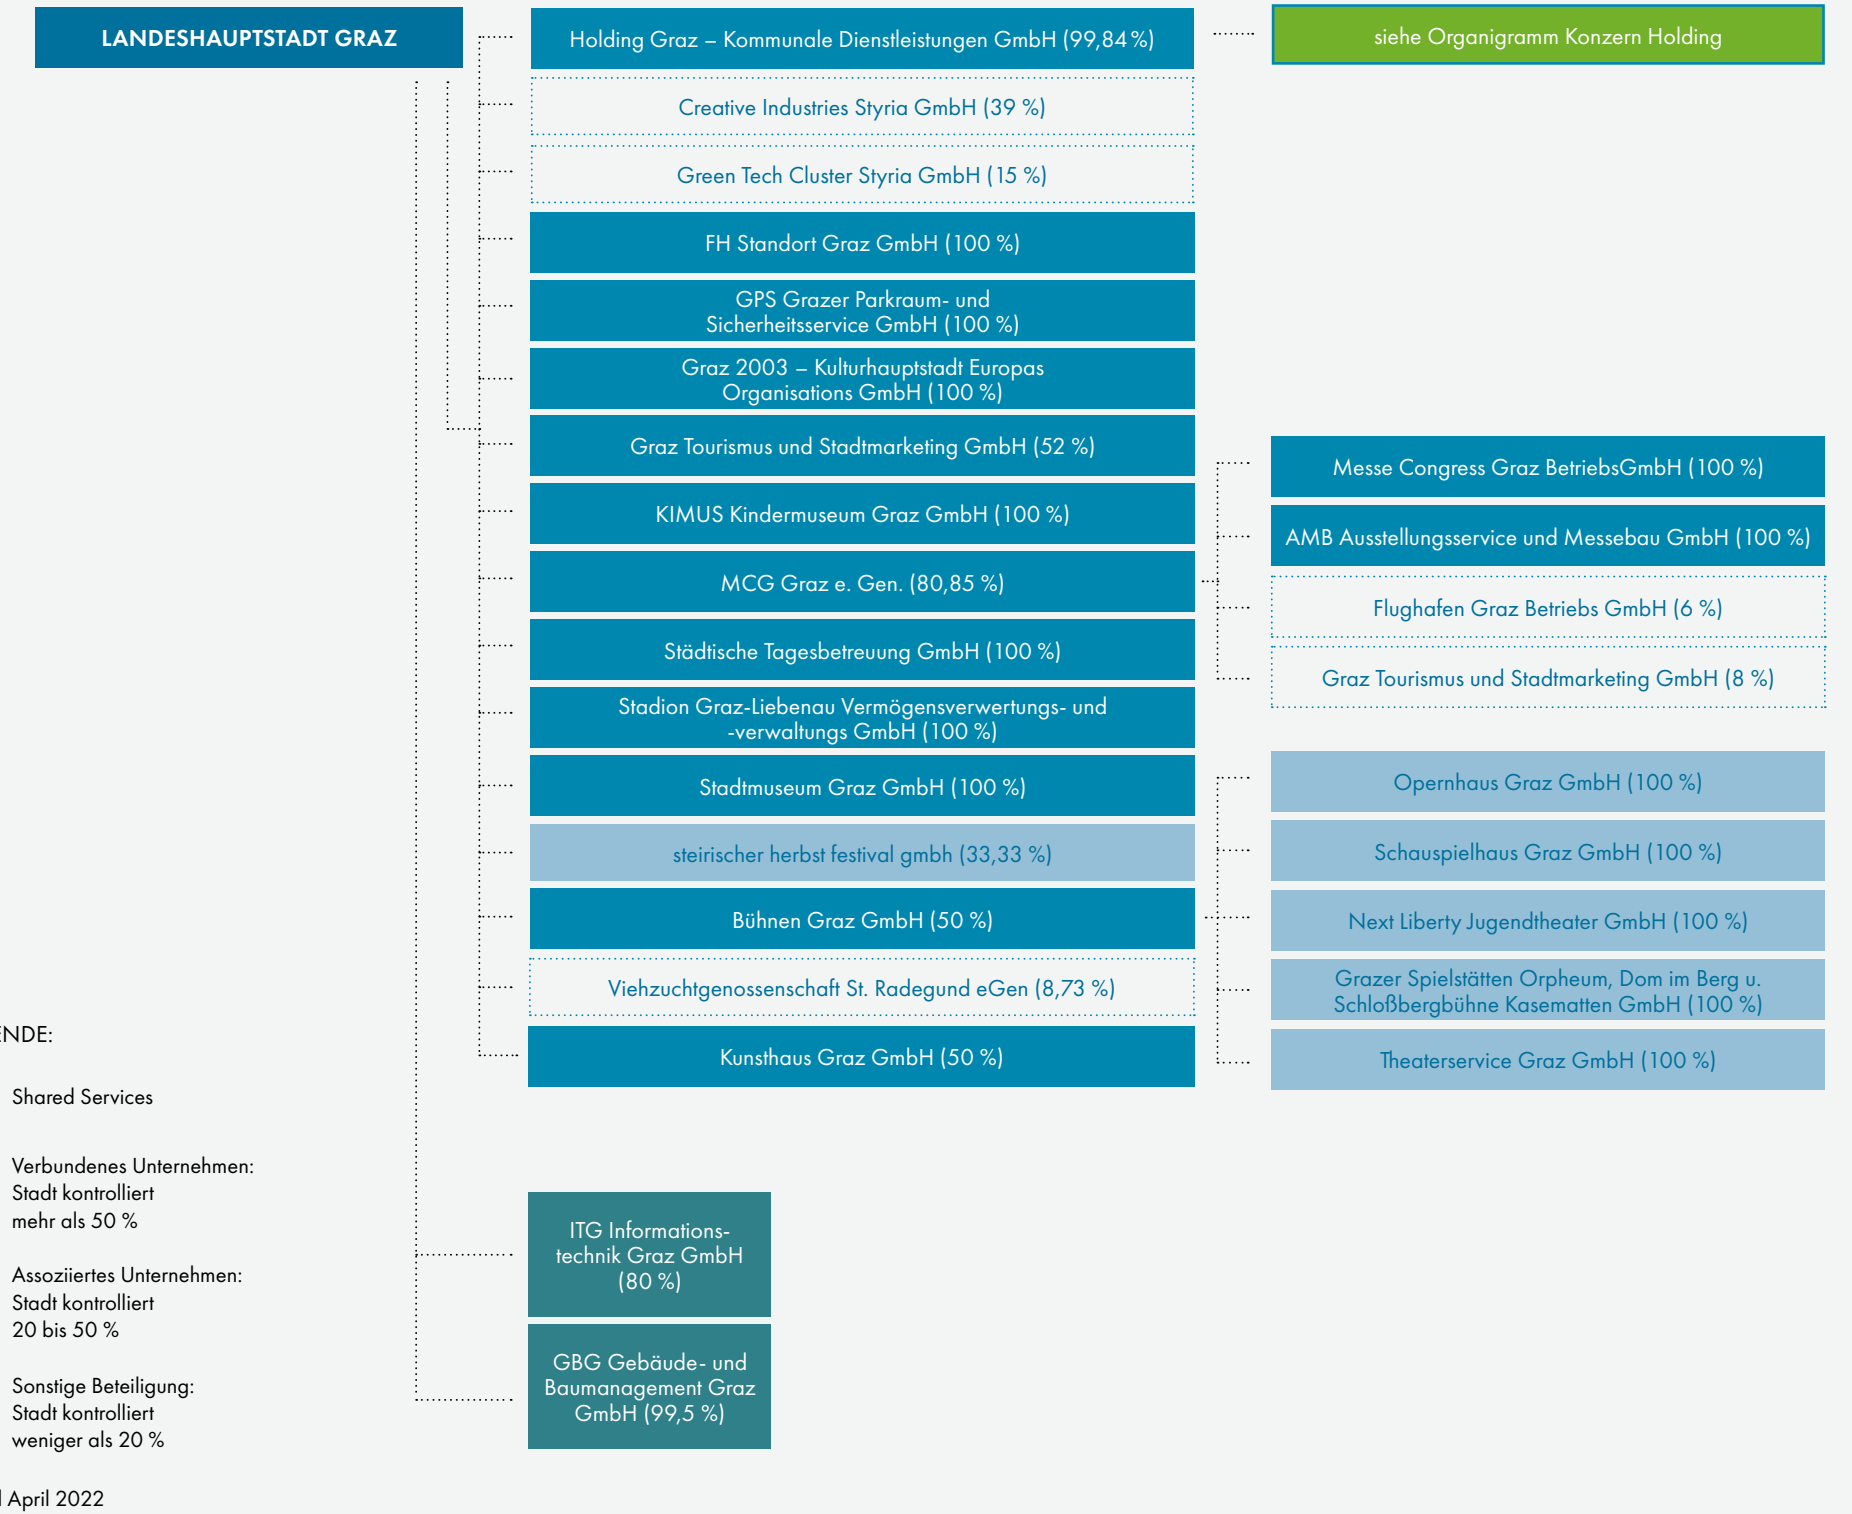 LANDESHAUPTSTADT GRAZ
Holding Graz – Kommunale Dienstleistungen GmbH (99,84 %)
siehe Organigramm Konzern Holding
Creative Industries Styria GmbH (39 %)
Green Tech Cluster Styria GmbH (15 %)
FH Standort Graz GmbH (100 %)
GPS Grazer Parkraum- und
Sicherheitsservice GmbH (100 %)
Graz 2003 – Kulturhauptstadt Europas
Organisations GmbH (100 %)
Graz Tourismus und Stadtmarketing GmbH (52 %)
KIMUS Kindermuseum Graz GmbH (100 %)
MCG Graz e. Gen. (80,85 %)
Messe Congress Graz BetriebsGmbH (100 %)
AMB Ausstellungsservice und Messebau GmbH (100 %)
Flughafen Graz Betriebs GmbH (6 %)
Graz Tourismus und Stadtmarketing GmbH (8 %)
Städtische Tagesbetreuung GmbH (100 %)
Stadion Graz-Liebenau Vermögensverwertungs- und
-verwaltungs GmbH (100 %)
Stadtmuseum Graz GmbH (100 %)
steirischer herbst festival gmbh (33,33 %)
Bühnen Graz GmbH (50 %)
Opernhaus Graz GmbH (100 %)
Schauspielhaus Graz GmbH (100 %)
Next Liberty Jugendtheater GmbH (100 %)
Grazer Spielstätten Orpheum, Dom im Berg u.
Schloßbergbühne Kasematten GmbH (100 %)
Theaterservice Graz GmbH (100 %)
Viehzuchtgenossenschaft St. Radegund eGen (8,73 %)
Kunsthaus Graz GmbH (50 %)
ITG Informations-
technik Graz GmbH
(80 %)
GBG Gebäude- und
Baumanagement Graz
GmbH (99,5 %)
ENDE:
Shared Services
Verbundenes Unternehmen:
Stadt kontrolliert
mehr als 50 %
Assoziiertes Unternehmen:
Stadt kontrolliert
20 bis 50 %
Sonstige Beteiligung:
Stadt kontrolliert
weniger als 20 %
April 2022